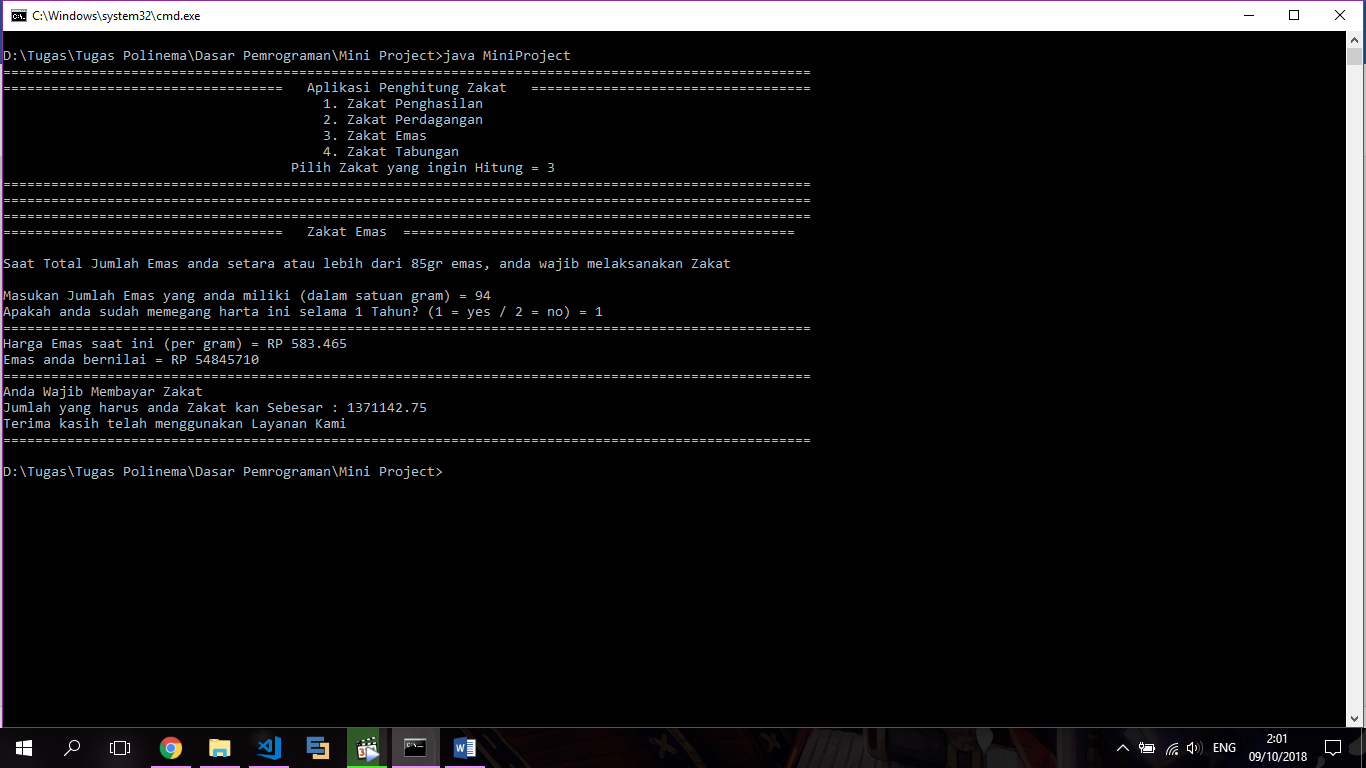 C:\Windows\system32\cmd.exe
D:\Tugas\Tugas Polinema\Dasar Pemrograman\Mini Project>java MiniProject
=====================================================================================================
=================================== Aplikasi Penghitung Zakat ===================================
1. Zakat Penghasilan
2. Zakat Perdagangan
3. Zakat Emas
4. Zakat Tabungan
Pilih Zakat yang ingin Hitung = 3
=====================================================================================================
=====================================================================================================
=====================================================================================================
=================================== Zakat Emas =================================================
Saat Total Jumlah Emas anda setara atau lebih dari 85gr emas, anda wajib melaksanakan Zakat
Masukan Jumlah Emas yang anda miliki (dalam satuan gram) = 94
Apakah anda sudah memegang harta ini selama 1 Tahun? (1 = yes / 2 = no) = 1
=====================================================================================================
Harga Emas saat ini (per gram) = RP 583.465
Emas anda bernilai = RP 54845710
=====================================================================================================
Anda Wajib Membayar Zakat
Jumlah yang harus anda Zakat kan Sebesar : 1371142.75
Terima kasih telah menggunakan Layanan Kami
=====================================================================================================
D:\Tugas\Tugas Polinema\Dasar Pemrograman\Mini Project>
ENG
2:01
09/10/2018